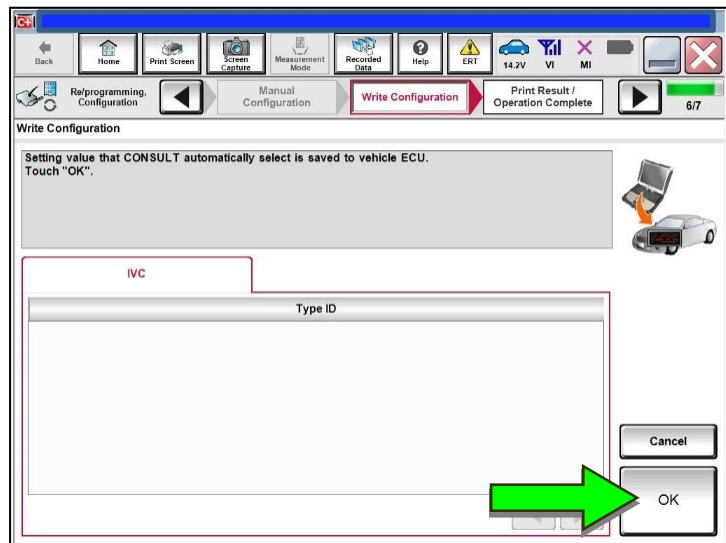 C+
Back
Home
Print Screen
Screen
Capture
Measurement
Mode
Recorded
Data
Help
ERT
14.2V
VI
MI
Re/programming,
Configuration
Manual
Configuration
Write Configuration
Print Result /
Operation Complete
6/7
Write Configuration
Setting value that CONSULT automatically select is saved to vehicle ECU.
Touch "OK".
IVC
Type ID
Cancel
OK